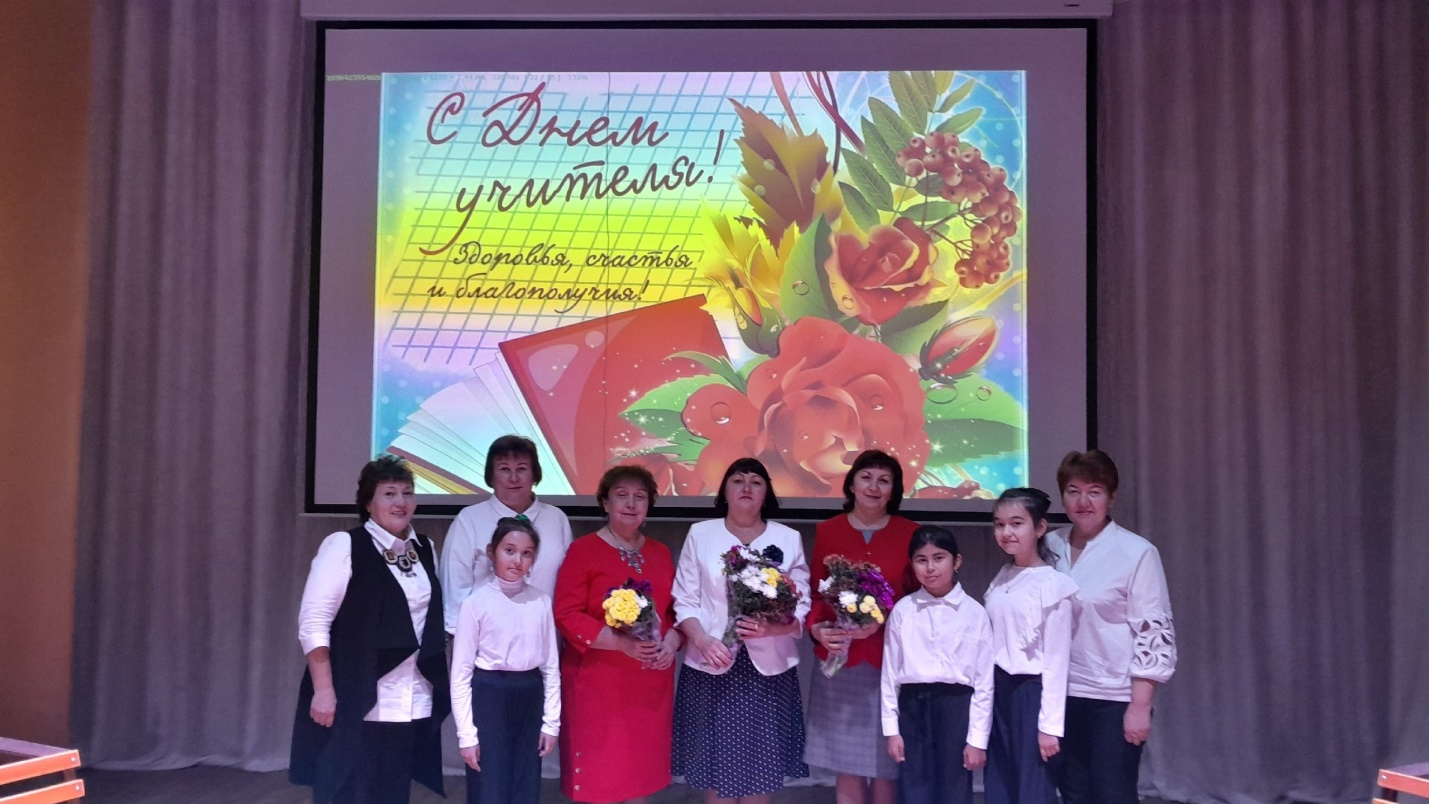 С Днем
учителя!
Здоровья, счастья
и благополучия!